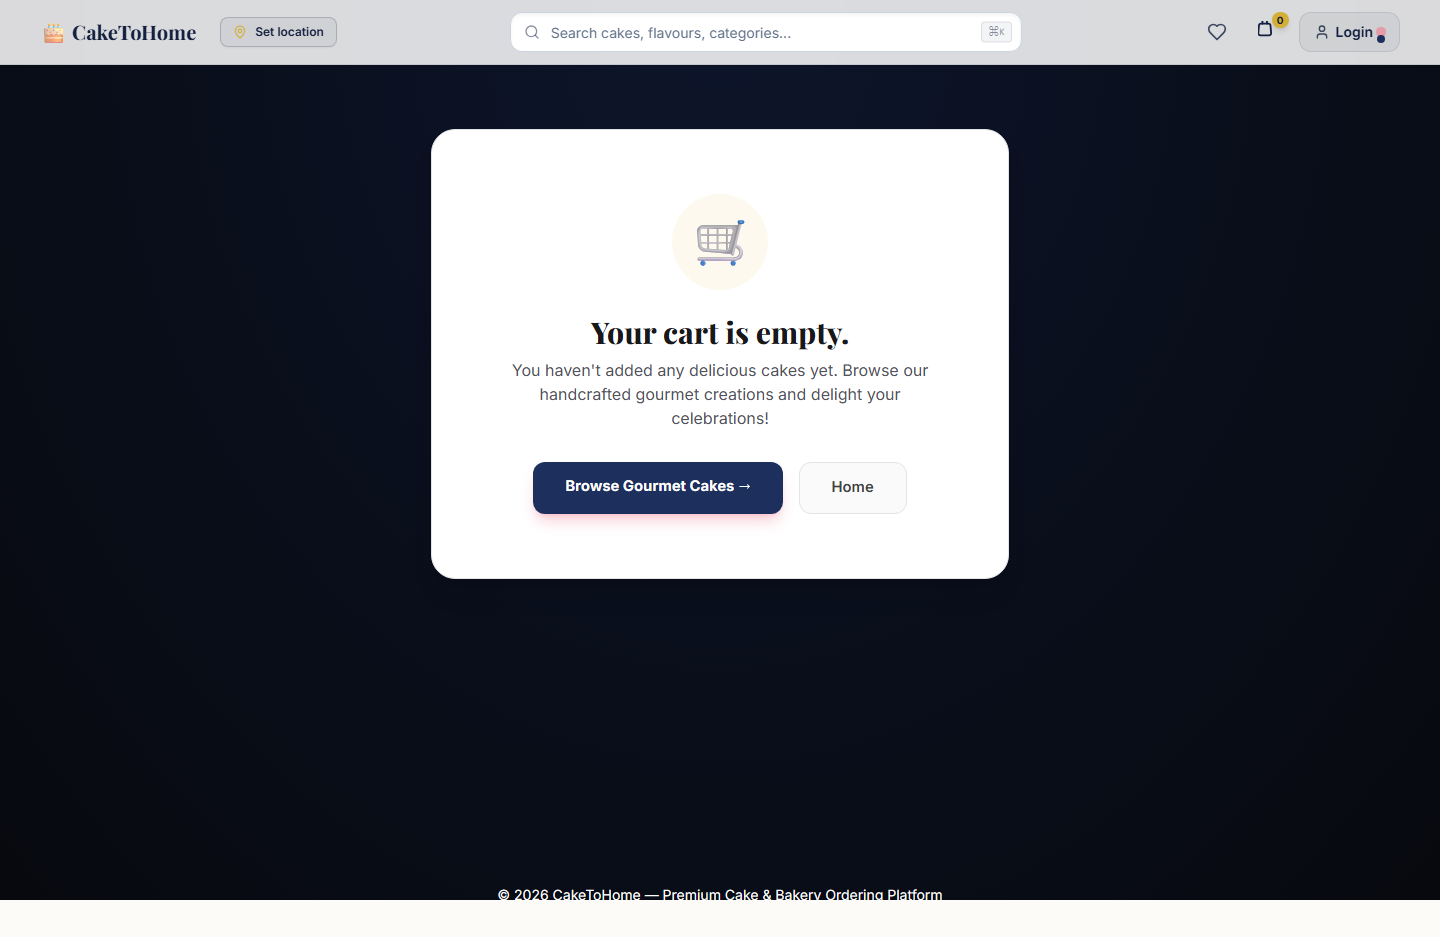 CakeToHome
Set location
Search cakes, flavours, categories...
⌘K
0
Login
Your cart is empty.
You haven't added any delicious cakes yet. Browse our
handcrafted gourmet creations and delight your
celebrations!
Browse Gourmet Cakes →
Home
© 2026 CakeToHome — Premium Cake & Bakery Ordering Platform